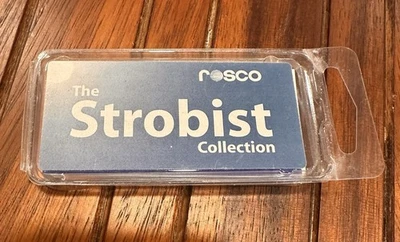 rosco
The
Strobist
Collection